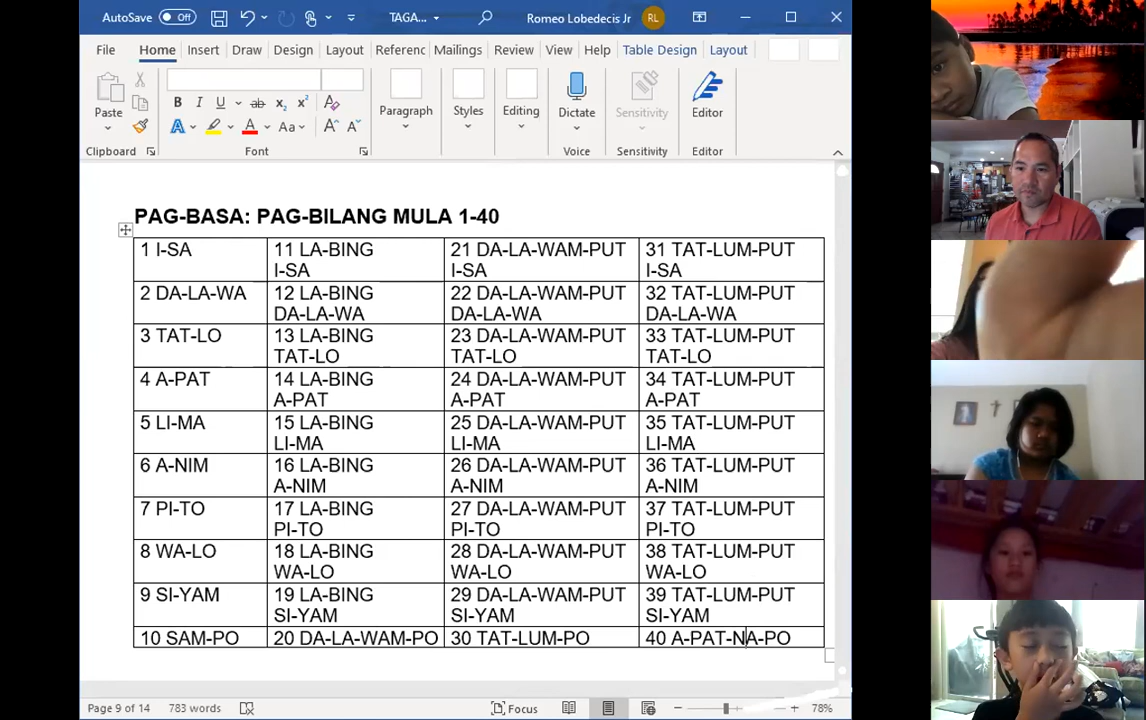 AutoSave Off TAGA... Romeo Lobedecis Jr RL
File Home Insert Draw Design Layout Referenc Mailings Review View Help Table Design Layout
Paste B I U ab x₂ x² A Aa A A Paragraph Styles Editing Dictate Sensitivity Editor
Clipboard Font Voice Sensitivity Editor
PAG-BASA: PAG-BILANG MULA 1-40
1 I-SA
11 LA-BING
I-SA
21 DA-LA-WAM-PUT
I-SA
31 TAT-LUM-PUT
I-SA
2 DA-LA-WA
12 LA-BING
DA-LA-WA
22 DA-LA-WAM-PUT
DA-LA-WA
32 TAT-LUM-PUT
DA-LA-WA
3 TAT-LO
13 LA-BING
TAT-LO
23 DA-LA-WAM-PUT
TAT-LO
33 TAT-LUM-PUT
TAT-LO
4 A-PAT
14 LA-BING
A-PAT
24 DA-LA-WAM-PUT
A-PAT
34 TAT-LUM-PUT
A-PAT
5 LI-MA
15 LA-BING
LI-MA
25 DA-LA-WAM-PUT
LI-MA
35 TAT-LUM-PUT
LI-MA
6 A-NIM
16 LA-BING
A-NIM
26 DA-LA-WAM-PUT
A-NIM
36 TAT-LUM-PUT
A-NIM
7 PI-TO
17 LA-BING
PI-TO
27 DA-LA-WAM-PUT
PI-TO
37 TAT-LUM-PUT
PI-TO
8 WA-LO
18 LA-BING
WA-LO
28 DA-LA-WAM-PUT
WA-LO
38 TAT-LUM-PUT
WA-LO
9 SI-YAM
19 LA-BING
SI-YAM
29 DA-LA-WAM-PUT
SI-YAM
39 TAT-LUM-PUT
SI-YAM
10 SAM-PO
20 DA-LA-WAM-PO
30 TAT-LUM-PO
40 A-PAT-NA-PO
Page 9 of 14 783 words Focus 78%